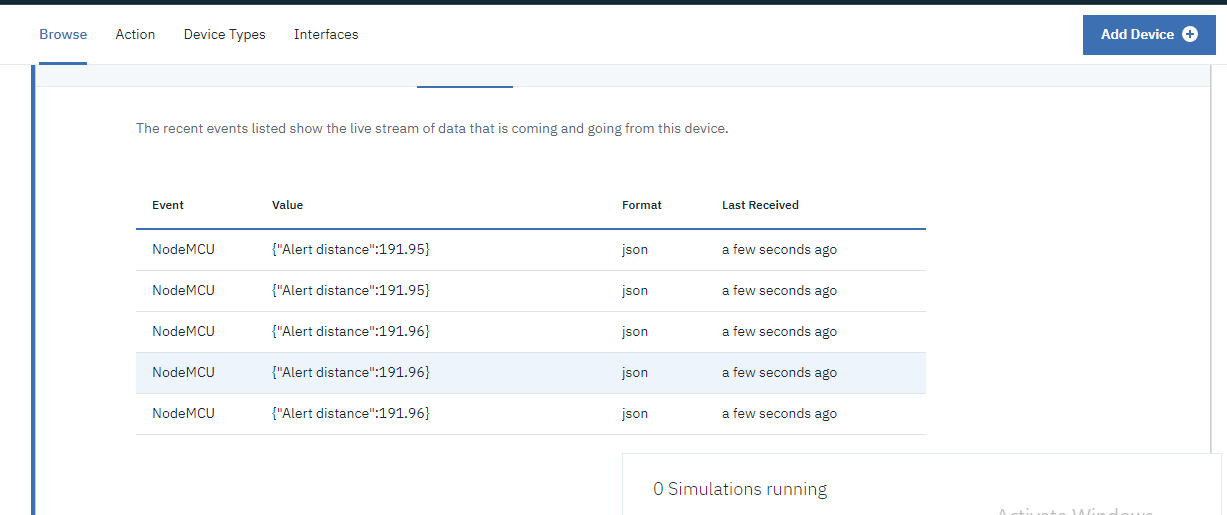 Browse Action Device Types Interfaces Add Device
The recent events listed show the live stream of data that is coming and going from this device.
Event Value Format Last Received
NodeMCU {"Alert distance":191.95} json a few seconds ago
NodeMCU {"Alert distance":191.95} json a few seconds ago
NodeMCU {"Alert distance":191.96} json a few seconds ago
NodeMCU {"Alert distance":191.96} json a few seconds ago
NodeMCU {"Alert distance":191.96} json a few seconds ago
0 Simulations running
Activate Windows